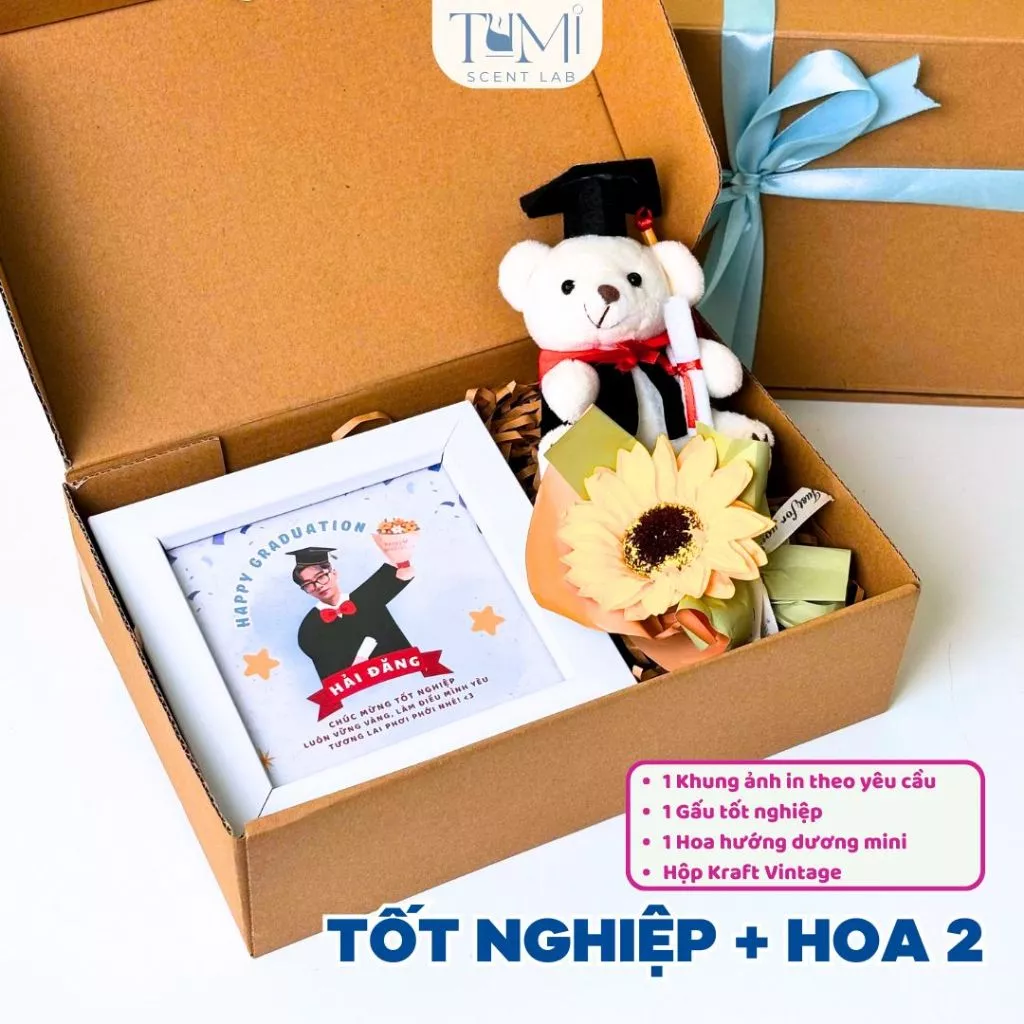 TUMI
SCENT LAB
HAPPY GRADUATION
HẢI ĐĂNG
CHÚC MỪNG TỐT NGHIỆP
LUÔN VỮNG VÀNG, LÀM ĐIỀU MÌNH YÊU
TƯƠNG LAI PHƠI PHỚI NHÉ! <3
Just for
• 1 Khung ảnh in theo yêu cầu
• 1 Gấu tốt nghiệp
• 1 Hoa hướng dương mini
• Hộp Kraft Vintage
TỐT NGHIỆP + HOA 2